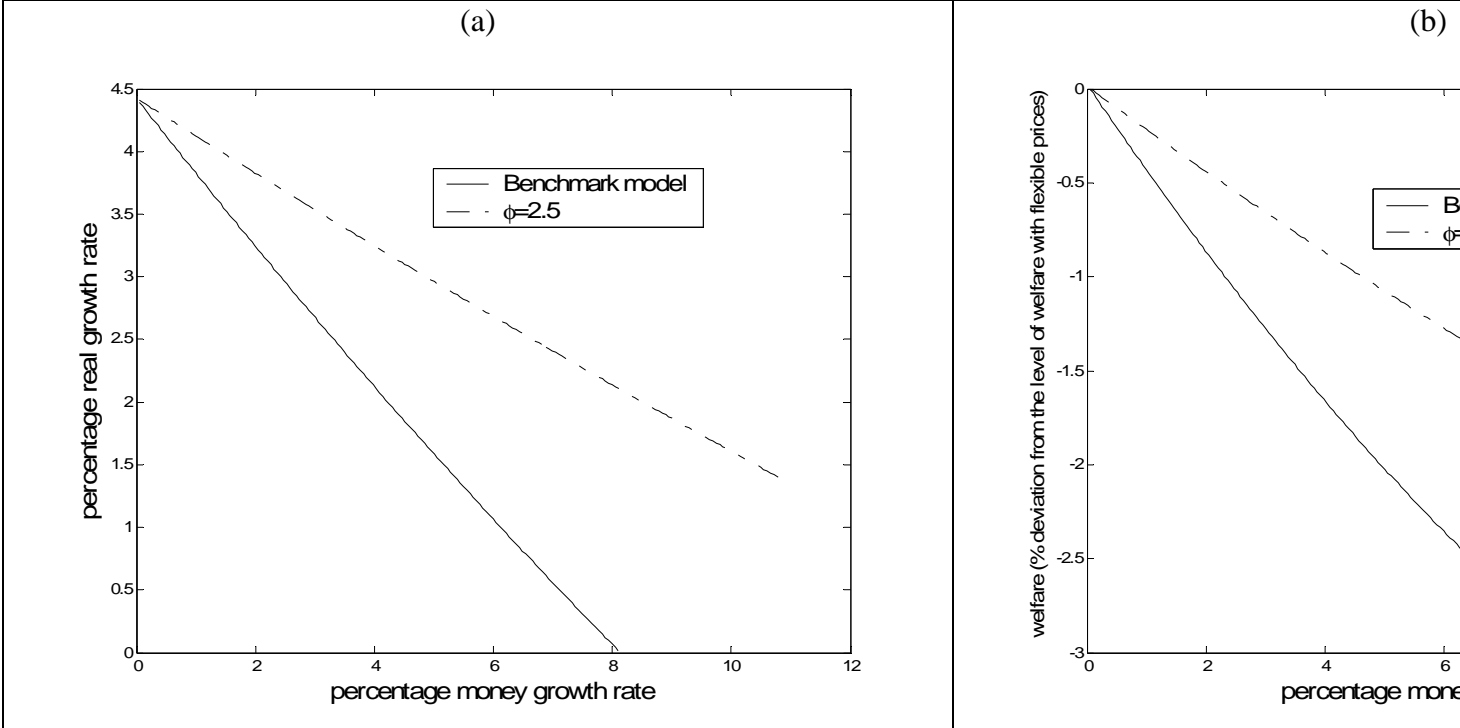 (a)
4.5
4
3.5
3
2.5
2
1.5
1
0.5
0
0 2 4 6 8 10 12
percentage real growth rate
percentage money growth rate
Benchmark model
ϕ=2.5
(b)
0
-0.5
-1
-1.5
-2
-2.5
-3
0 2 4 6
welfare (% deviation from the level of welfare with flexible prices)
percentage mone
B
ϕ=